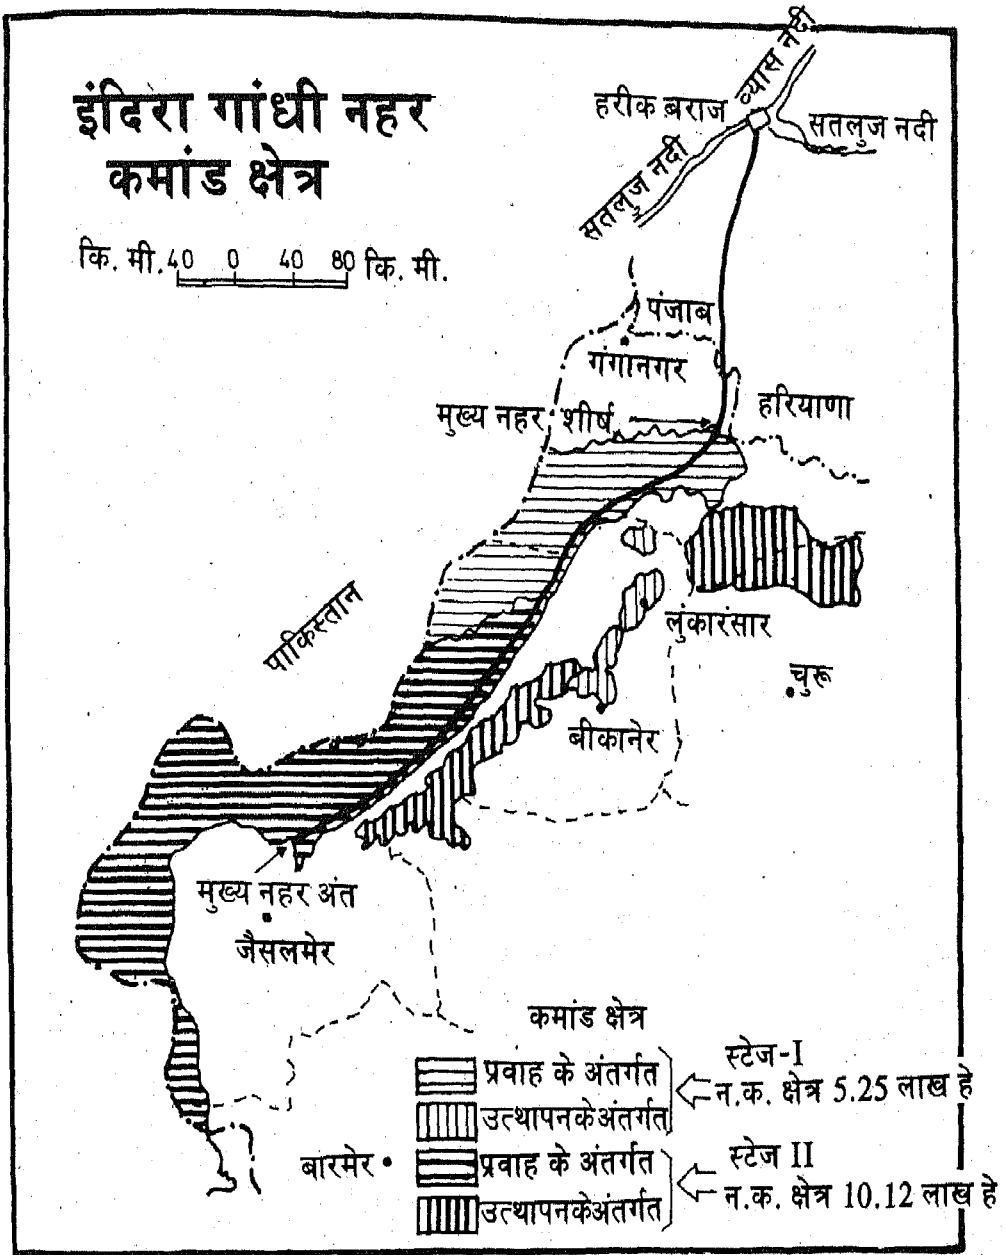 इंदिरा गांधी नहर
कमांड क्षेत्र
कि. मी. 40 0 40 80 कि. मी.
व्यास नदी
हरीक बराज
सतलुज नदी
सतलुज नदी
पंजाब
गंगांनगर
हरियाणा
मुख्य नहर शीर्ष
पाकिस्तान
लुंकारंसार
चुरू
बीकानेर
मुख्य नहर अंत
जैसलमेर
बारमेर
कमांड क्षेत्र
प्रवाह के अंतर्गत
उत्थापनकेअंतर्गत
स्टेज-I
न.क. क्षेत्र 5.25 लाख हे
प्रवाह के अंतर्गत
उत्थापनकेअंतर्गत
स्टेज II
न.क. क्षेत्र 10.12 लाख हे